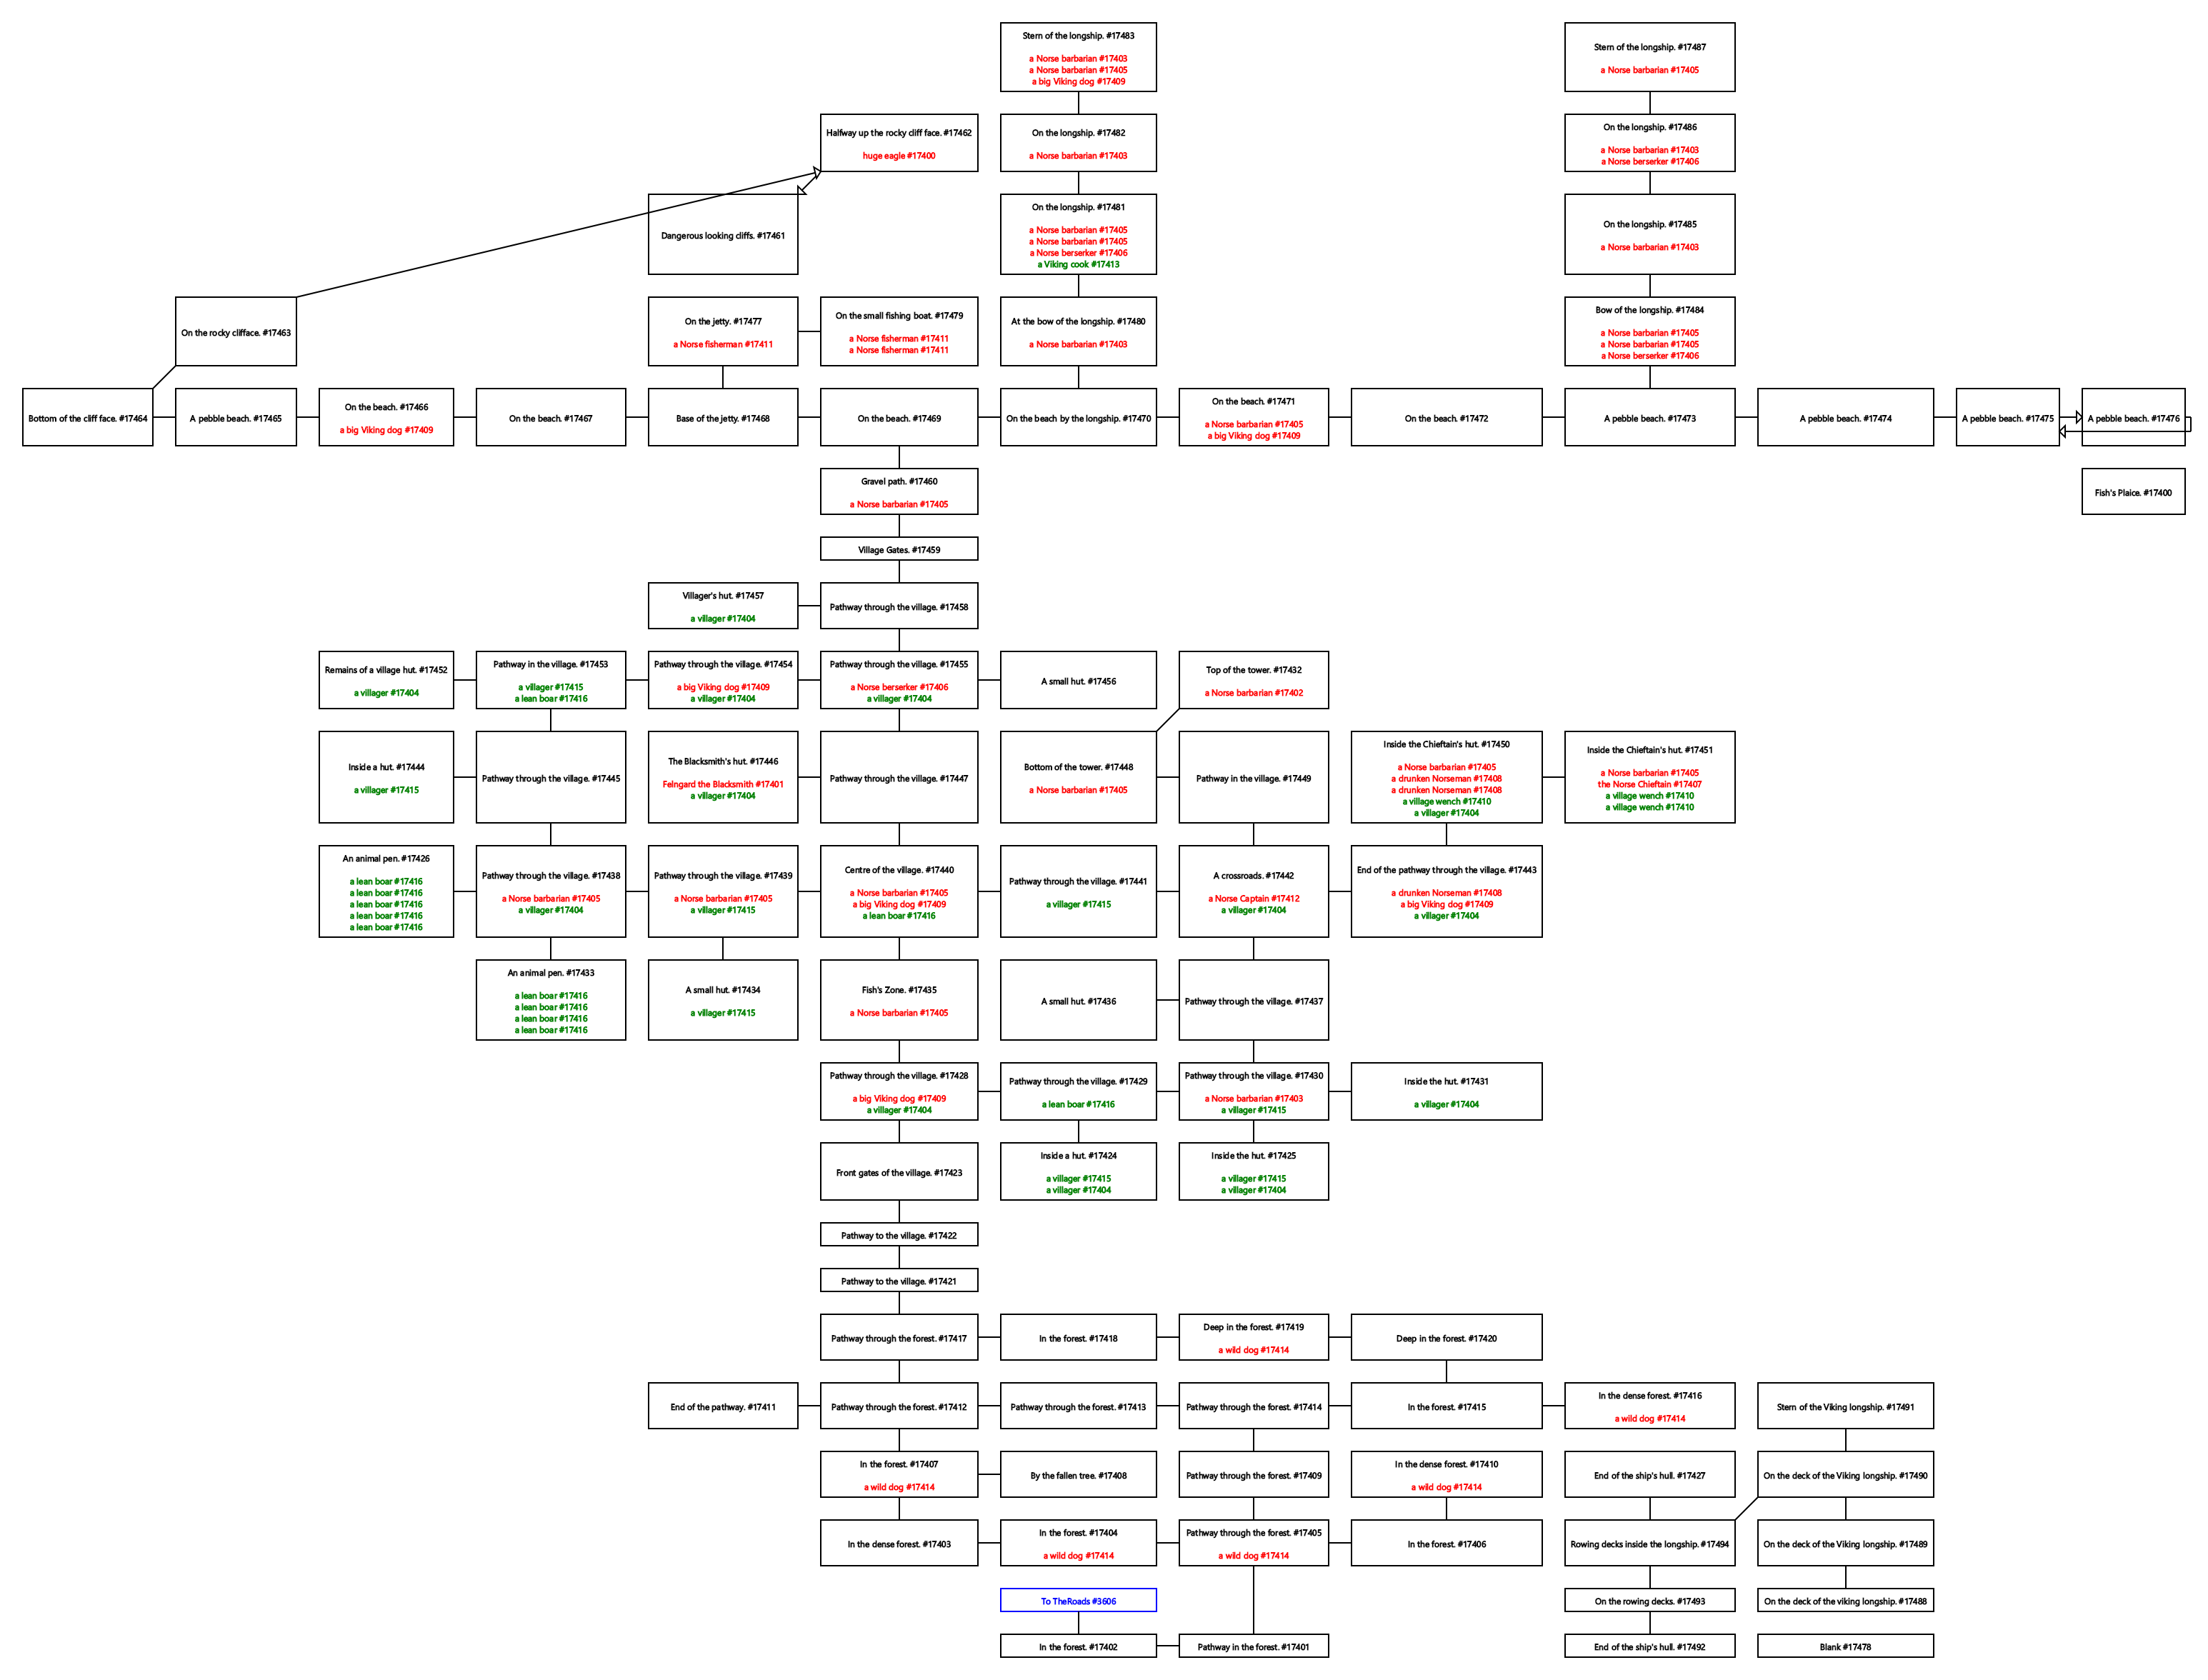 Stern of the longship. #17483
a Norse barbarian #17403
a Norse barbarian #17405
a big Viking dog #17409
Stern of the longship. #17487
a Norse barbarian #17405
Halfway up the rocky cliff face. #17462
huge eagle #17400
On the longship. #17482
a Norse barbarian #17403
On the longship. #17486
a Norse barbarian #17403
a Norse berserker #17406
Dangerous looking cliffs. #17461
On the longship. #17481
a Norse barbarian #17405
a Norse barbarian #17405
a Norse berserker #17406
a Viking cook #17413
On the longship. #17485
a Norse barbarian #17403
On the rocky clifface. #17463
On the jetty. #17477
a Norse fisherman #17411
On the small fishing boat. #17479
a Norse fisherman #17411
a Norse fisherman #17411
At the bow of the longship. #17480
a Norse barbarian #17403
Bow of the longship. #17484
a Norse barbarian #17405
a Norse barbarian #17405
a Norse berserker #17406
Bottom of the cliff face. #17464
A pebble beach. #17465
On the beach. #17466
a big Viking dog #17409
On the beach. #17467
Base of the jetty. #17468
On the beach. #17469
On the beach by the longship. #17470
On the beach. #17471
a Norse barbarian #17405
a big Viking dog #17409
On the beach. #17472
A pebble beach. #17473
A pebble beach. #17474
A pebble beach. #17475
A pebble beach. #17476
Gravel path. #17460
a Norse barbarian #17405
Fish's Plaice. #17400
Village Gates. #17459
Villager's hut. #17457
a villager #17404
Pathway through the village. #17458
Remains of a village hut. #17452
a villager #17404
Pathway in the village. #17453
a villager #17415
a lean boar #17416
Pathway through the village. #17454
a big Viking dog #17409
a villager #17404
Pathway through the village. #17455
a Norse berserker #17406
a villager #17404
A small hut. #17456
Top of the tower. #17432
a Norse barbarian #17402
Inside a hut. #17444
a villager #17415
Pathway through the village. #17445
The Blacksmith's hut. #17446
Felngard the Blacksmith #17401
a villager #17404
Pathway through the village. #17447
Bottom of the tower. #17448
a Norse barbarian #17405
Pathway in the village. #17449
Inside the Chieftain's hut. #17450
a Norse barbarian #17405
a drunken Norseman #17408
a drunken Norseman #17408
a village wench #17410
a villager #17404
Inside the Chieftain's hut. #17451
a Norse barbarian #17405
the Norse Chieftain #17407
a village wench #17410
a village wench #17410
An animal pen. #17426
a lean boar #17416
a lean boar #17416
a lean boar #17416
a lean boar #17416
a lean boar #17416
Pathway through the village. #17438
a Norse barbarian #17405
a villager #17404
Pathway through the village. #17439
a Norse barbarian #17405
a villager #17415
Centre of the village. #17440
a Norse barbarian #17405
a big Viking dog #17409
a lean boar #17416
Pathway through the village. #17441
a villager #17415
A crossroads. #17442
a Norse Captain #17412
a villager #17404
End of the pathway through the village. #17443
a drunken Norseman #17408
a big Viking dog #17409
a villager #17404
An animal pen. #17433
a lean boar #17416
a lean boar #17416
a lean boar #17416
a lean boar #17416
A small hut. #17434
a villager #17415
Fish's Zone. #17435
a Norse barbarian #17405
A small hut. #17436
Pathway through the village. #17437
Pathway through the village. #17428
a big Viking dog #17409
a villager #17404
Pathway through the village. #17429
a lean boar #17416
Pathway through the village. #17430
a Norse barbarian #17403
a villager #17415
Inside the hut. #17431
a villager #17404
Front gates of the village. #17423
Inside a hut. #17424
a villager #17415
a villager #17404
Inside the hut. #17425
a villager #17415
a villager #17404
Pathway to the village. #17422
Pathway to the village. #17421
Pathway through the forest. #17417
In the forest. #17418
Deep in the forest. #17419
a wild dog #17414
Deep in the forest. #17420
End of the pathway. #17411
Pathway through the forest. #17412
Pathway through the forest. #17413
Pathway through the forest. #17414
In the forest. #17415
In the dense forest. #17416
a wild dog #17414
Stern of the Viking longship. #17491
In the forest. #17407
a wild dog #17414
By the fallen tree. #17408
Pathway through the forest. #17409
In the dense forest. #17410
a wild dog #17414
End of the ship's hull. #17427
On the deck of the Viking longship. #17490
In the dense forest. #17403
In the forest. #17404
a wild dog #17414
Pathway through the forest. #17405
a wild dog #17414
In the forest. #17406
Rowing decks inside the longship. #17494
On the deck of the Viking longship. #17489
To TheRoads #3606
On the rowing decks. #17493
On the deck of the viking longship. #17488
In the forest. #17402
Pathway in the forest. #17401
End of the ship's hull. #17492
Blank #17478